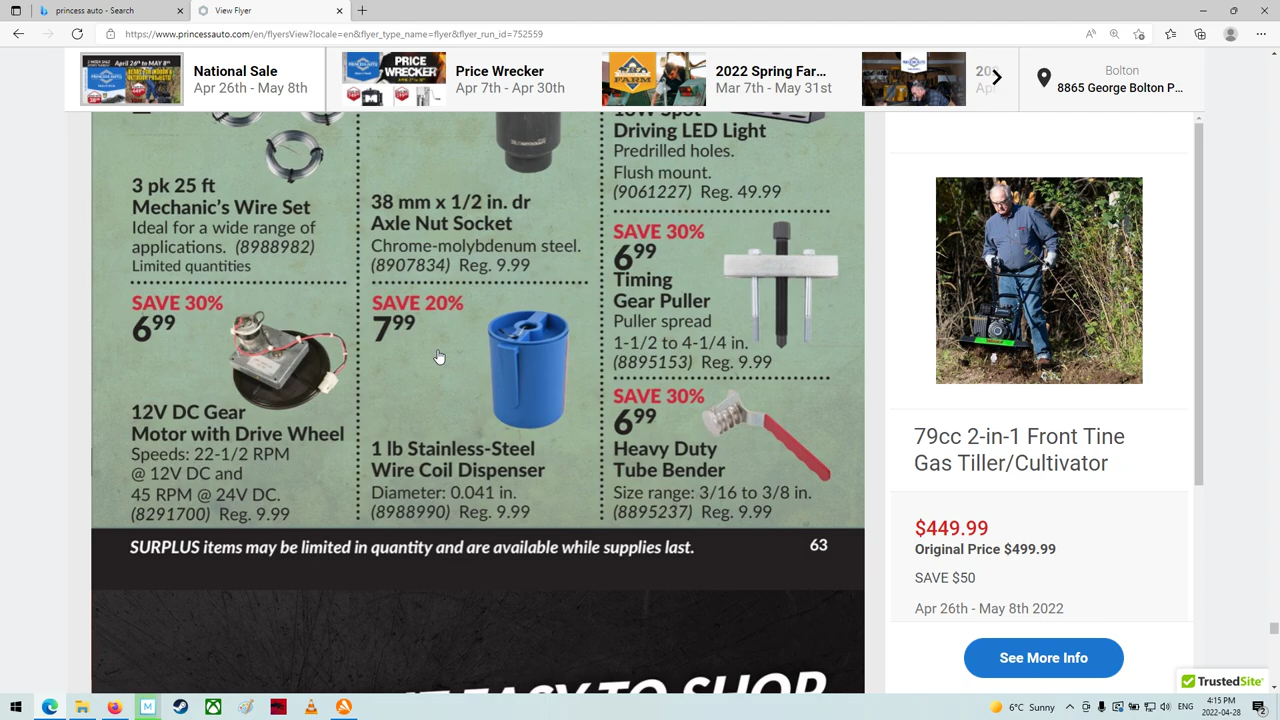 princess auto - Search
View Flyer
https://www.princessauto.com/en/flyersView?locale=en&flyer_type_name=flyer&flyer_run_id=752559
National Sale
Apr 26th - May 8th
Price Wrecker
Apr 7th - Apr 30th
2022 Spring Far...
Mar 7th - May 31st
Bolton
8865 George Bolton P...
3 pk 25 ft
Mechanic's Wire Set
Ideal for a wide range of
applications. (8988982)
Limited quantities
SAVE 30%
6 99
12V DC Gear
Motor with Drive Wheel
Speeds: 22-1/2 RPM
@ 12V DC and
45 RPM @ 24V DC.
(8291700) Reg. 9.99
38 mm x 1/2 in. dr
Axle Nut Socket
Chrome-molybdenum steel.
(8907834) Reg. 9.99
SAVE 20%
7 99
1 lb Stainless-Steel
Wire Coil Dispenser
Diameter: 0.041 in.
(8988990) Reg. 9.99
Driving LED Light
Predrilled holes.
Flush mount.
(9061227) Reg. 49.99
SAVE 30%
6 99
Timing
Gear Puller
Puller spread
1-1/2 to 4-1/4 in.
(8895153) Reg. 9.99
SAVE 30%
6 99
Heavy Duty
Tube Bender
Size range: 3/16 to 3/8 in.
(8895237) Reg. 9.99
SURPLUS items may be limited in quantity and are available while supplies last.
63
EASY TO SHOP
79cc 2-in-1 Front Tine
Gas Tiller/Cultivator
$449.99
Original Price $499.99
SAVE $50
Apr 26th - May 8th 2022
See More Info
TrustedSite
6°C Sunny
ENG
4:15 PM
2022-04-28